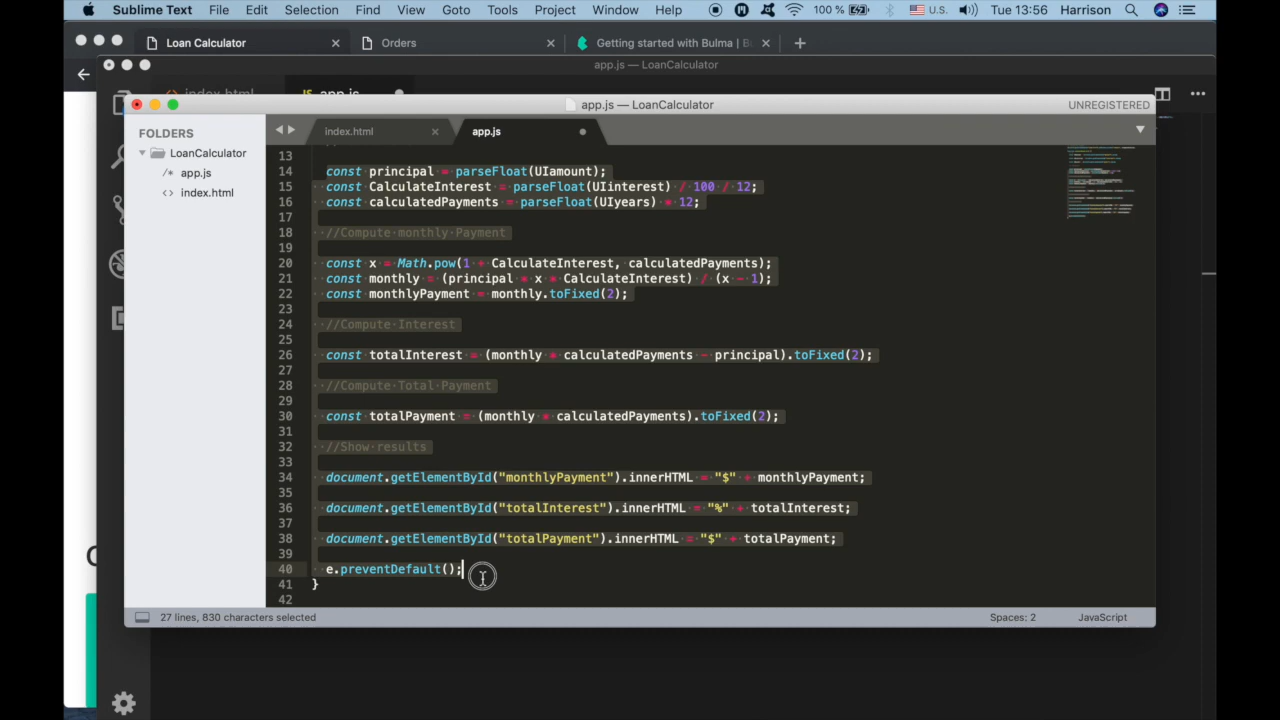 Sublime Text File Edit Selection Find View Goto Tools Project Window Help 100 % U.S. Tue 13:56 Harrison
Loan Calculator Orders Getting started with Bulma |
app.js — LoanCalculator
index.html app.js
app.js — LoanCalculator UNREGISTERED
FOLDERS
LoanCalculator
/* app.js
<> index.html
index.html app.js
13
14 const principal = parseFloat(UIamount);
15 const CalculateInterest = parseFloat(UIinterest) / 100 / 12;
16 const calculatedPayments = parseFloat(UIyears) * 12;
17
18 //Compute monthly Payment
19
20 const x = Math.pow(1 + CalculateInterest, calculatedPayments);
21 const monthly = (principal * x * CalculateInterest) / (x - 1);
22 const monthlyPayment = monthly.toFixed(2);
23
24 //Compute Interest
25
26 const totalInterest = (monthly * calculatedPayments - principal).toFixed(2);
27
28 //Compute Total Payment
29
30 const totalPayment = (monthly * calculatedPayments).toFixed(2);
31
32 //Show results
33
34 document.getElementById("monthlyPayment").innerHTML = "$" + monthlyPayment;
35
36 document.getElementById("totalInterest").innerHTML = "%" + totalInterest;
37
38 document.getElementById("totalPayment").innerHTML = "$" + totalPayment;
39
40 e.preventDefault();
41 }
42
27 lines, 830 characters selected Spaces: 2 JavaScript